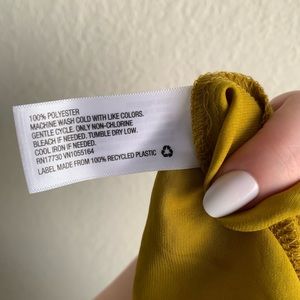 100% POLYESTER
MACHINE WASH COLD WITH LIKE COLORS.
GENTLE CYCLE. ONLY NON-CHLORINE
BLEACH IF NEEDED. TUMBLE DRY LOW.
COOL IRON IF NEEDED.
RN17730 VN1055164
LABEL MADE FROM 100% RECYCLED PLASTIC